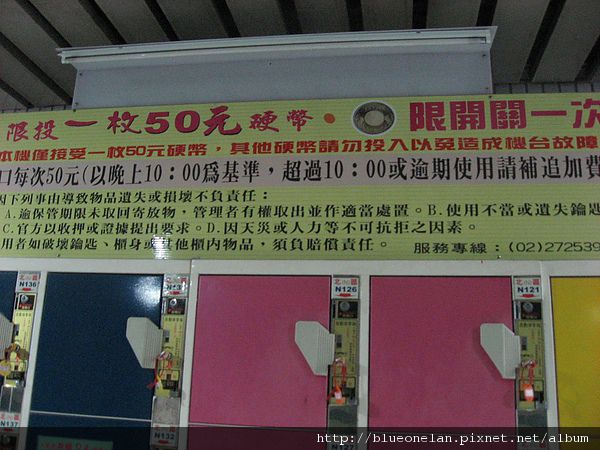 限投一枚50元硬幣 · 限開關一次
本機僅接受一枚50元硬幣，其他硬幣請勿投入以免造成機台故障
口每次50元(以晚上10：00為基準，超過10：00或逾期使用請補追加費
因下列事由導致物品遺失或損壞不負責任：
A.逾保管期限未取回寄放物，管理者有權取出並作適當處置。B.使用不當或遺失鑰匙
C.官方以收押或證據提出要求。D.因天災或人力等不可抗拒之因素。
用者如破壞鑰匙、櫃身或其他櫃內物品，須負賠償責任。 服務專線：(02)272539
N136
N126
N121
N137
N132
N127
http://blueonelan.pixnet.net/album